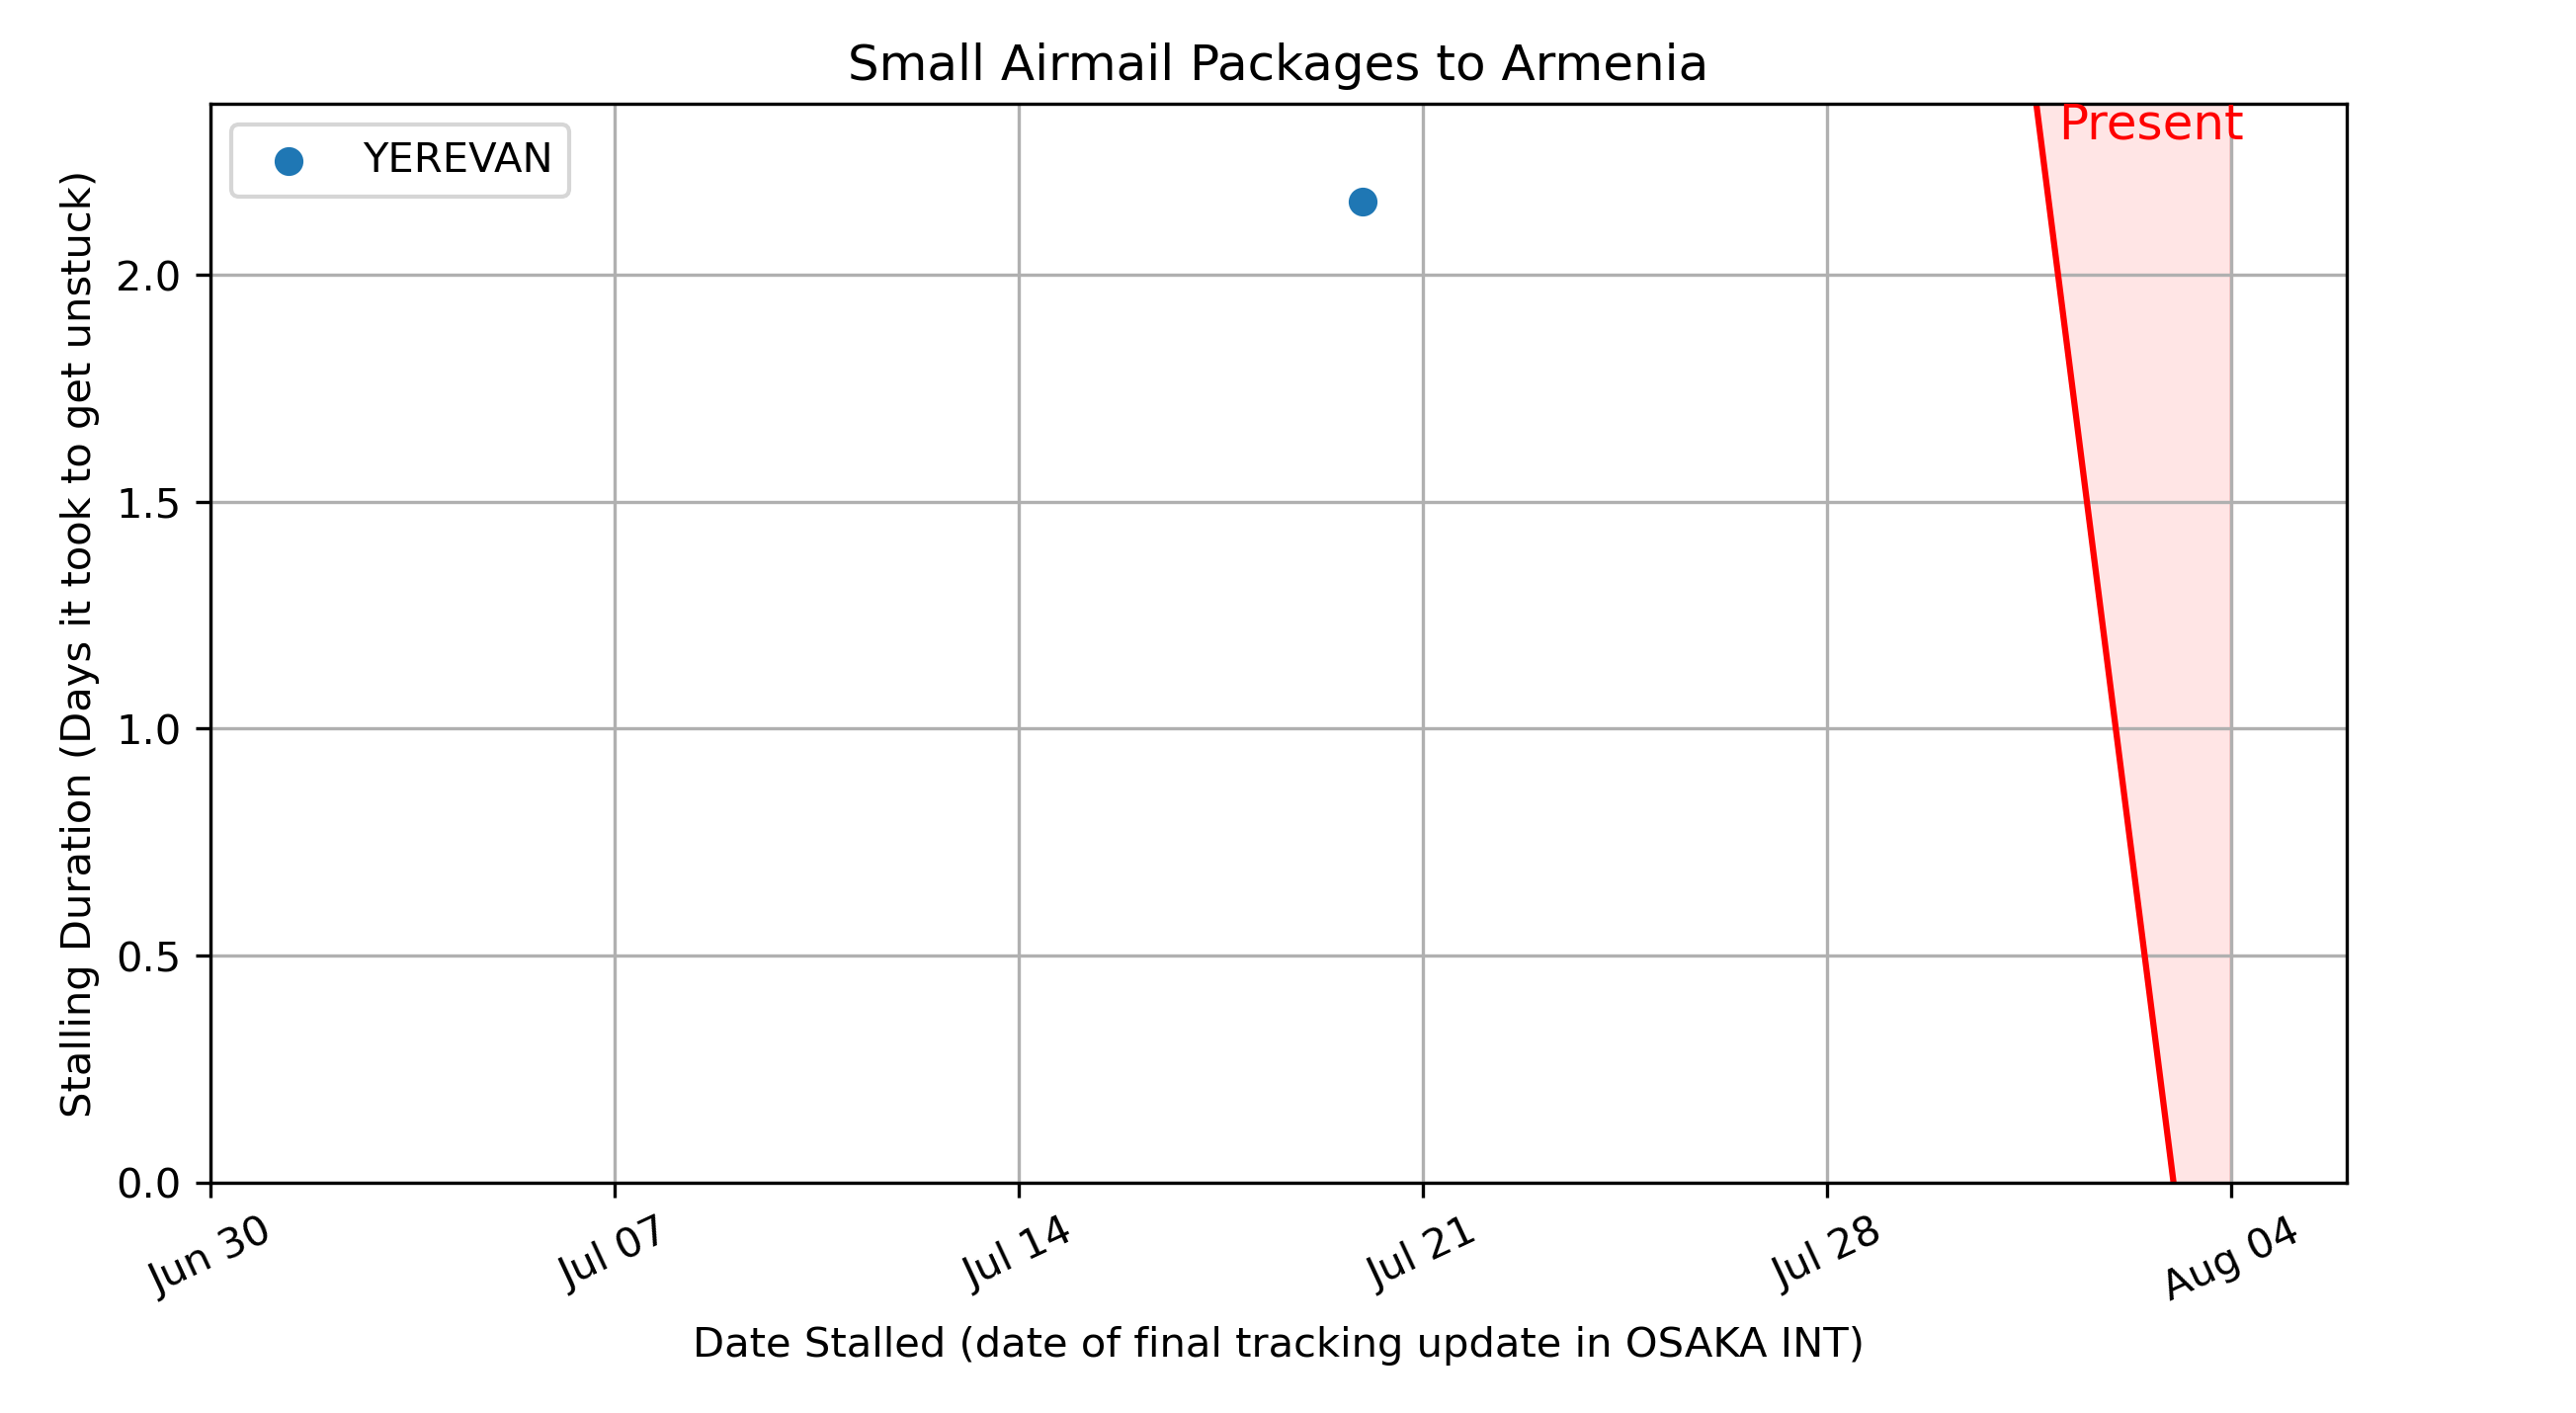 Small Airmail Packages to Armenia
YEREVAN
Present
Stalling Duration (Days it took to get unstuck)
2.0
1.5
1.0
0.5
0.0
Jun 30
Jul 07
Jul 14
Jul 21
Jul 28
Aug 04
Date Stalled (date of final tracking update in OSAKA INT)